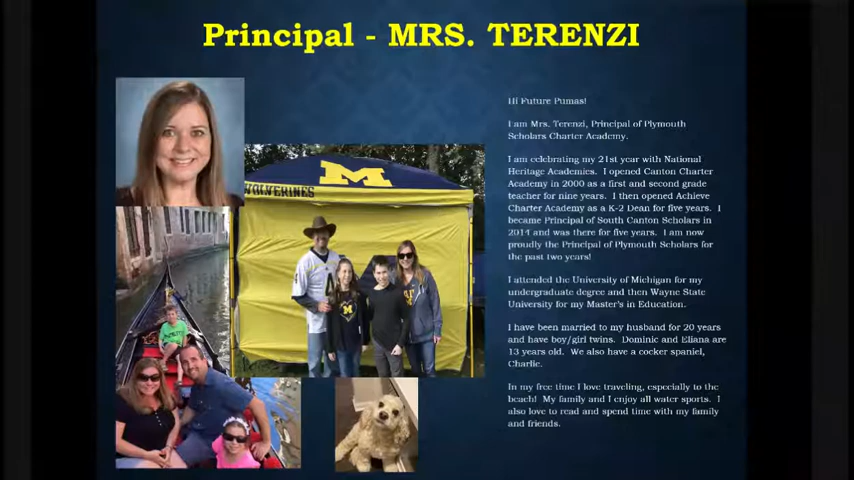 Principal - MRS. TERENZI
Hi Future Pumas!
I am Mrs. Terenzi, Principal of Plymouth
Scholars Charter Academy.
I am celebrating my 21st year with National
Heritage Academies. I opened Canton Charter
Academy in 2000 as a first and second grade
teacher for nine years. I then opened Achieve
Charter Academy as a K-2 Dean for five years. I
became Principal of South Canton Scholars in
2014 and was there for five years. I am now
proudly the Principal of Plymouth Scholars for
the past two years!
I attended the University of Michigan for my
undergraduate degree and then Wayne State
University for my Master's in Education.
I have been married to my husband for 20 years
and have boy/girl twins. Dominic and Eliana are
13 years old. We also have a cocker spaniel,
Charlie.
In my free time I love traveling, especially to the
beach! My family and I enjoy all water sports. I
also love to read and spend time with my family
and friends.
M
WOLVERINES
M